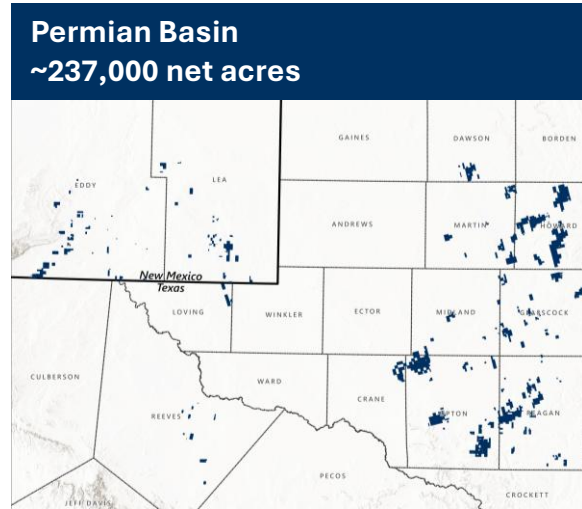 Permian Basin
~237,000 net acres
GAINES
DAWSON
BORDEN
EDDY
LEA
ANDREWS
MARTIN
HOWARD
New Mexico
Texas
LOVING
WINKLER
ECTOR
MIDLAND
GLASSCOCK
CULBERSON
WARD
CRANE
UPTON
REAGAN
REEVES
PECOS
CROCKETT
JEFF DAVIS